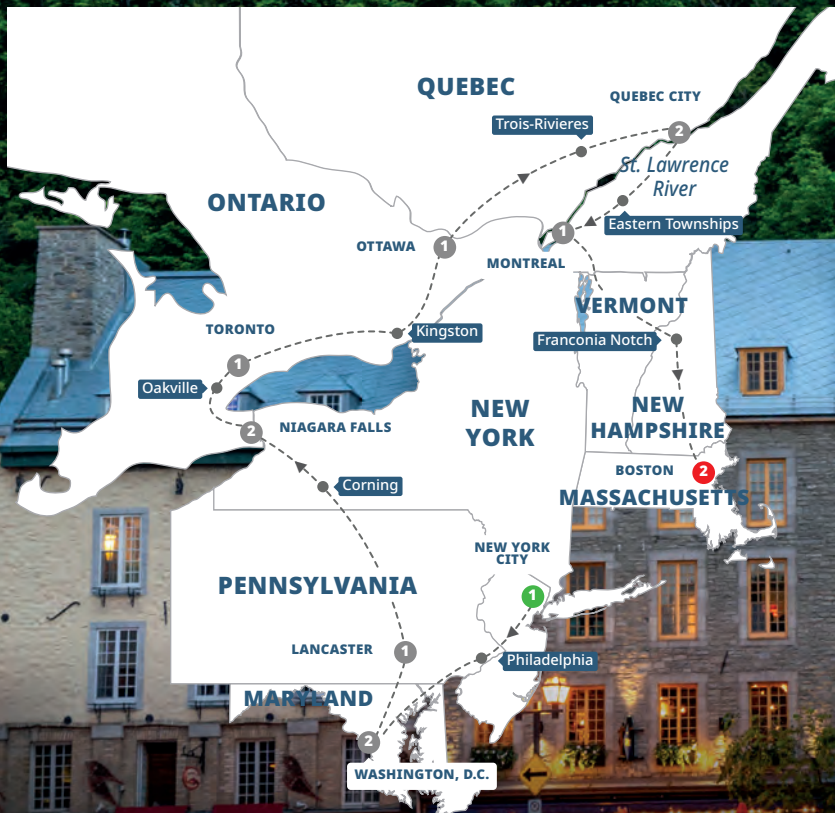 QUEBEC
QUEBEC CITY
Trois-Rivieres
2
St. Lawrence
River
ONTARIO
Eastern Townships
OTTAWA
1
1
MONTREAL
VERMONT
TORONTO
Kingston
Franconia Notch
1
Oakville
NEW
YORK
NEW
HAMPSHIRE
2
NIAGARA FALLS
BOSTON
2
Corning
MASSACHUSETTS
NEW YORK
CITY
PENNSYLVANIA
1
LANCASTER
1
Philadelphia
MARYLAND
2
WASHINGTON, D.C.